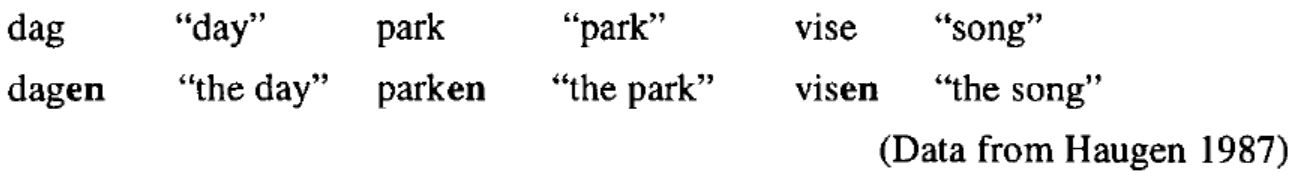 dag “day” park “park” vise “song”
dagen “the day” parken “the park” visen “the song”
(Data from Haugen 1987)